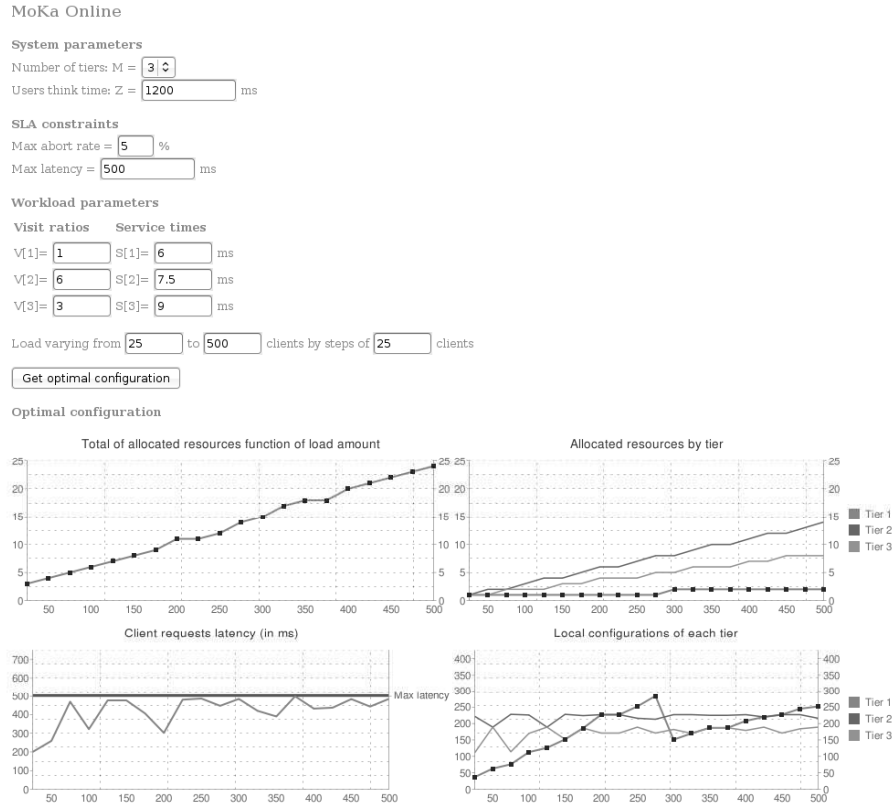 MoKa Online
System parameters
Number of tiers: M = 3
Users think time: Z = 1200 ms
SLA constraints
Max abort rate = 5 %
Max latency = 500 ms
Workload parameters
Visit ratios Service times
V[1]= 1 S[1]= 6 ms
V[2]= 6 S[2]= 7.5 ms
V[3]= 3 S[3]= 9 ms
Load varying from 25 to 500 clients by steps of 25 clients
Get optimal configuration
Optimal configuration
Total of allocated resources function of load amount
25 25
20 20
15 15
10 10
5 5
0 0
50 100 150 200 250 300 350 400 450 500
Allocated resources by tier
25
20
15
10
5
0
50 100 150 200 250 300 350 400 450 500
Tier 1
Tier 2
Tier 3
Client requests latency (in ms)
700
600
500
400
300
200
100
0
Max latency
50 100 150 200 250 300 350 400 450 500
Local configurations of each tier
400 400
350 350
300 300
250 250
200 200
150 150
100 100
50 50
0 0
50 100 150 200 250 300 350 400 450 500
Tier 1
Tier 2
Tier 3